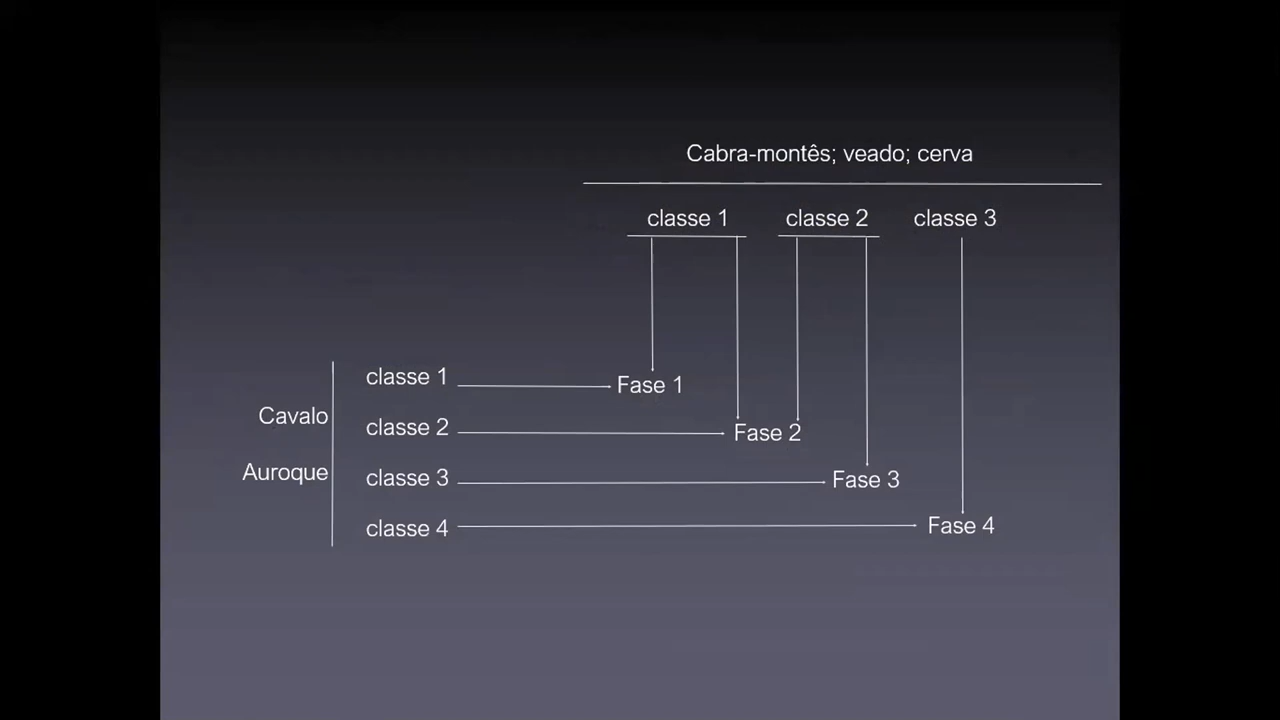 Cabra-montês; veado; cerva
classe 1 classe 2 classe 3
classe 1 Fase 1
Cavalo
classe 2 Fase 2
Auroque
classe 3 Fase 3
classe 4 Fase 4